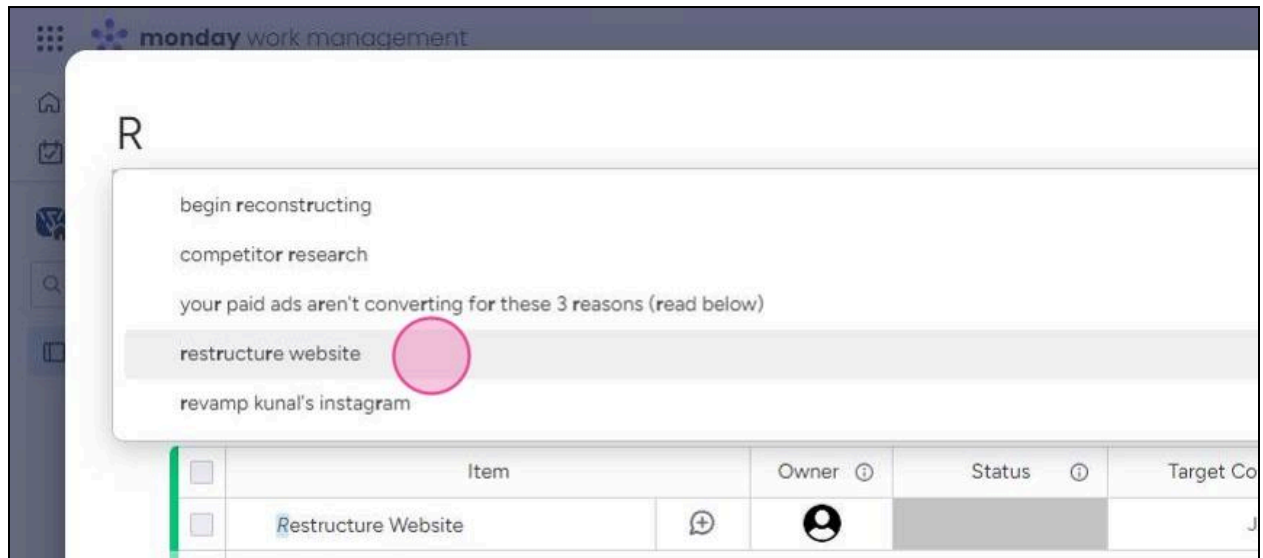 monday work management
R
begin reconstructing
competitor research
your paid ads aren't converting for these 3 reasons (read below)
restructure website
revamp kunal's instagram
Item Owner Status Target Co
Restructure Website J